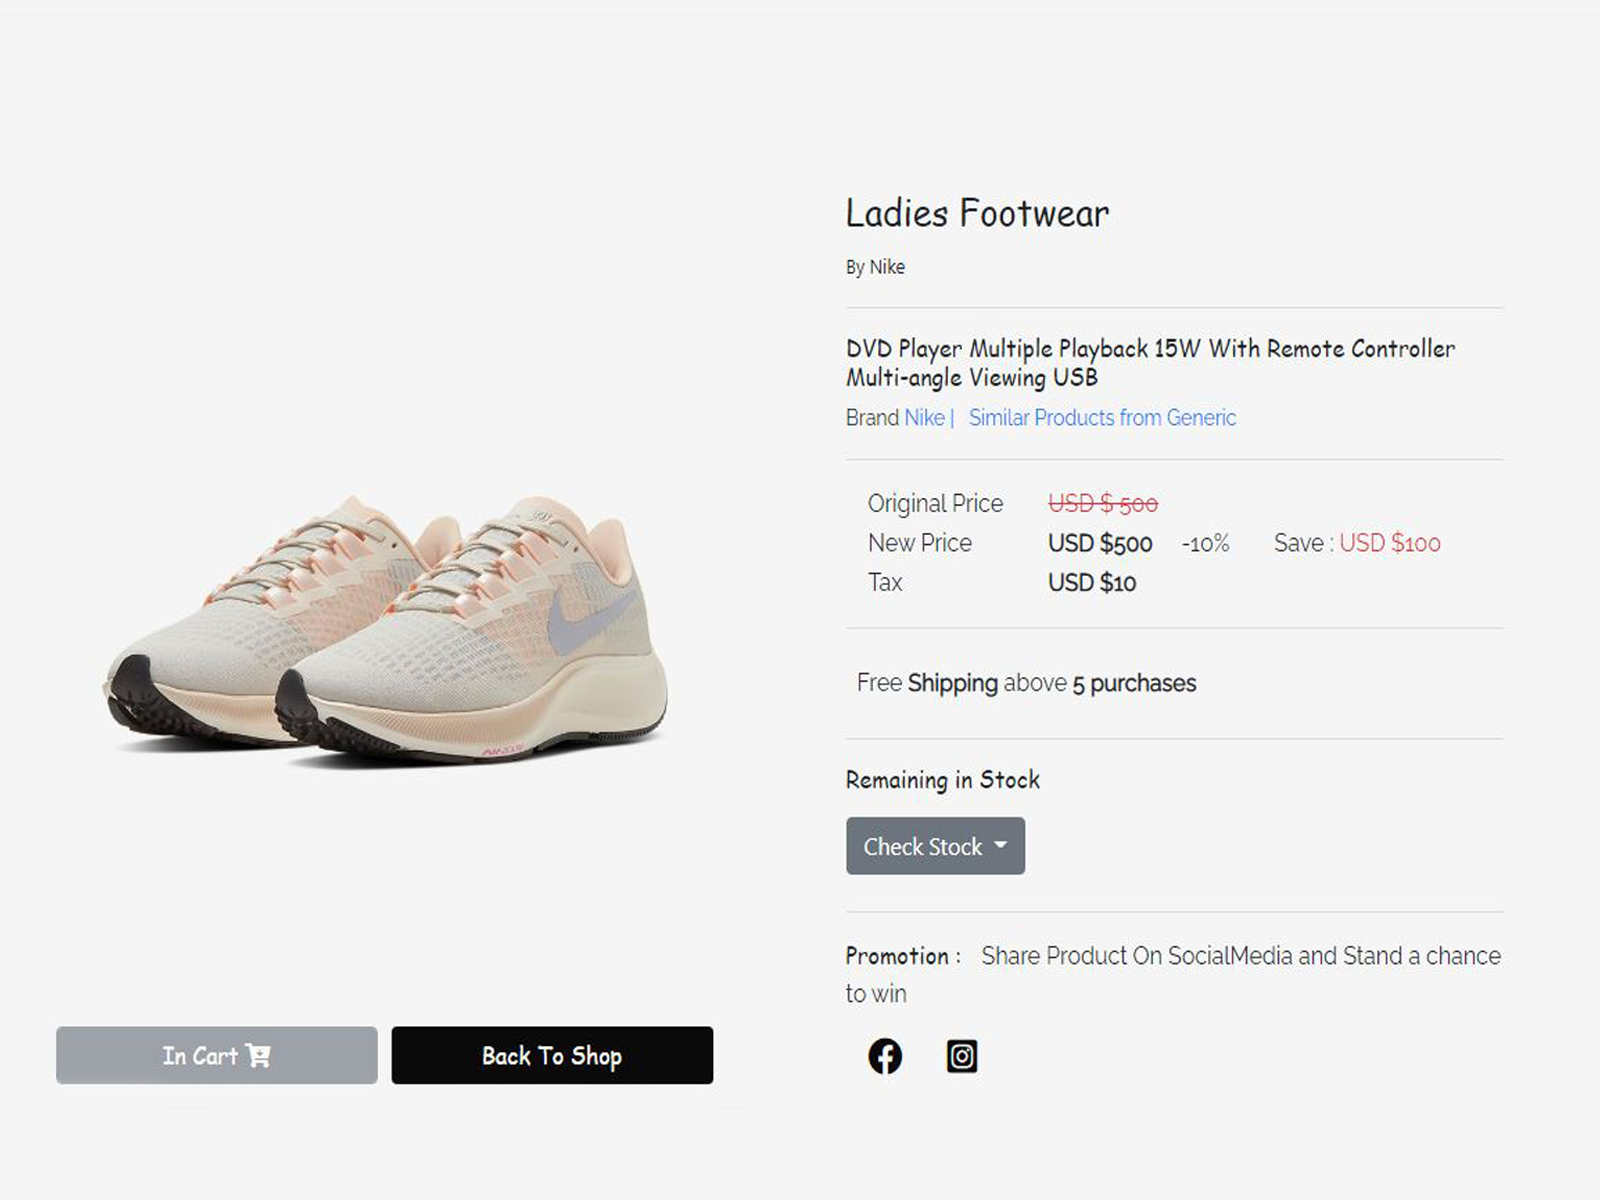 Ladies Footwear
By Nike
DVD Player Multiple Playback 15W With Remote Controller
Multi-angle Viewing USB
Brand Nike | Similar Products from Generic
Original Price USD $ 500
New Price USD $500 -10% Save : USD $100
Tax USD $10
Free Shipping above 5 purchases
Remaining in Stock
Check Stock
Promotion : Share Product On SocialMedia and Stand a chance
to win
In Cart
Back To Shop